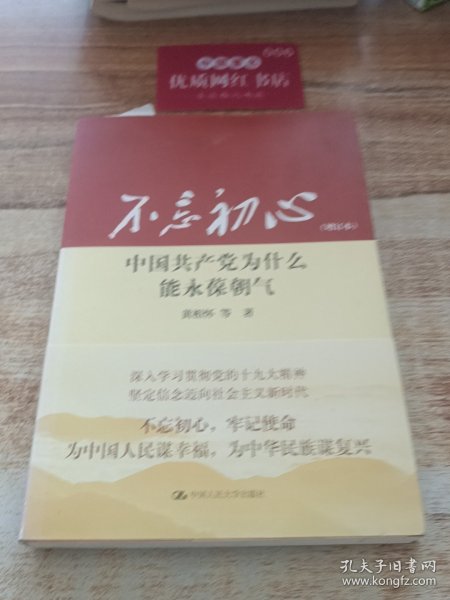 优质网红书店
不忘初心
(增订本)
中国共产党为什么
能永葆朝气
黄相怀 等 著
深入学习贯彻党的十九大精神
坚定信念迈向社会主义新时代
不忘初心，牢记使命
为中国人民谋幸福，为中华民族谋复兴
中国人民大学出版社
孔夫子旧书网
www.kongfz.com